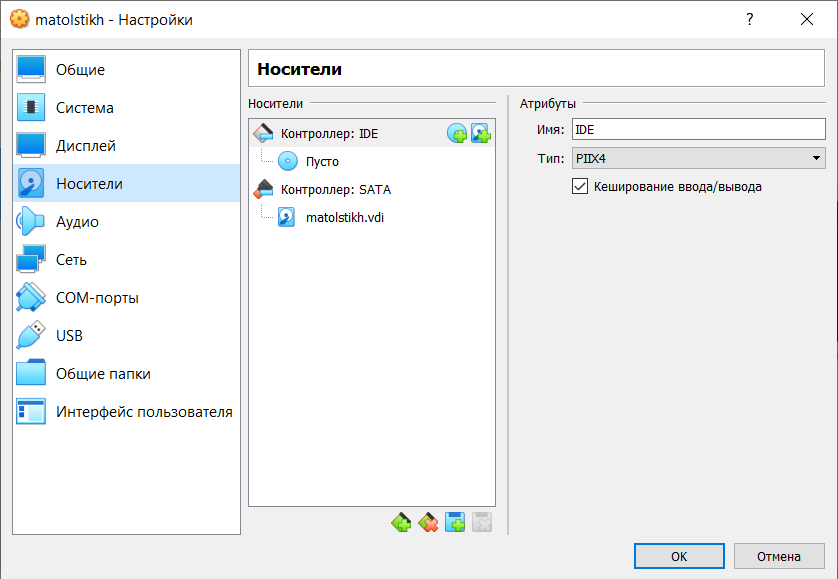 matolstikh - Настройки
Общие
Система
Дисплей
Носители
Аудио
Сеть
COM-порты
USB
Общие папки
Интерфейс пользователя
Носители
Носители
Контроллер: IDE
Пусто
Контроллер: SATA
matolstikh.vdi
Атрибуты
Имя: IDE
Тип: PIIX4
Кеширование ввода/вывода
OK
Отмена